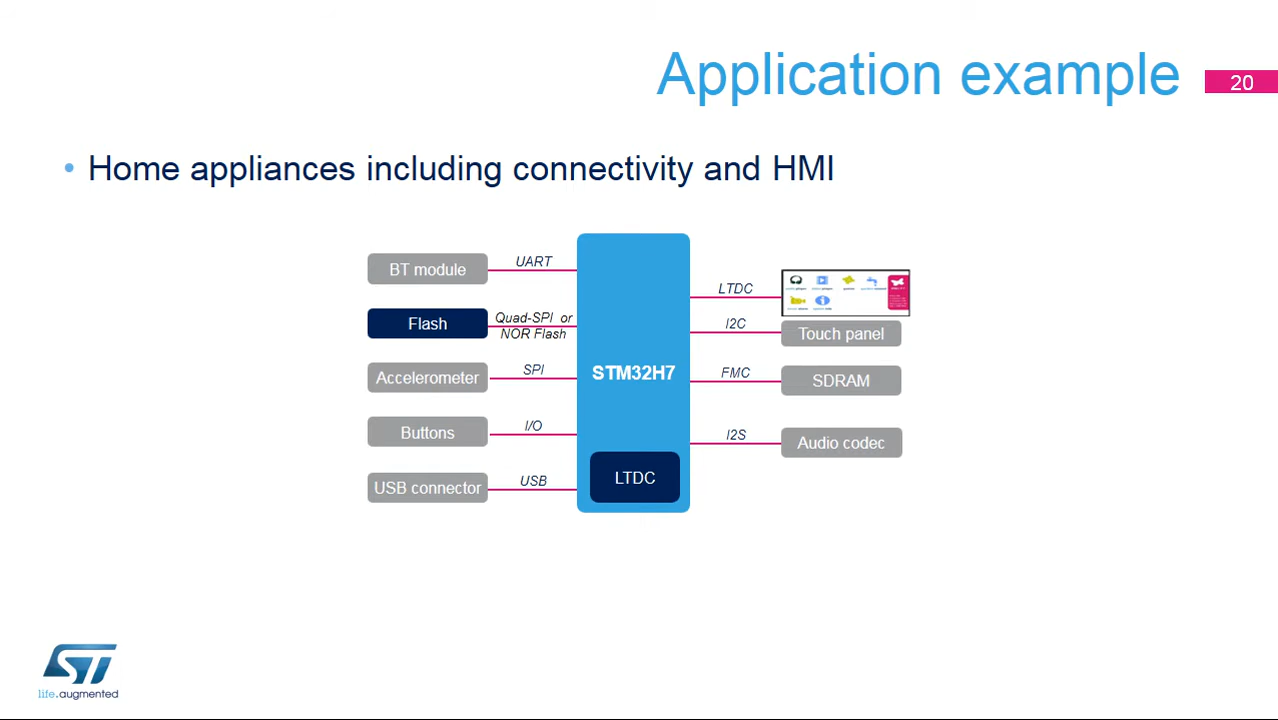 Application example
20
• Home appliances including connectivity and HMI
BT module
UART
Flash
Quad-SPI or
NOR Flash
Accelerometer
SPI
Buttons
I/O
USB connector
USB
STM32H7
LTDC
LTDC
I2C
Touch panel
FMC
SDRAM
I2S
Audio codec
ST
life.augmented